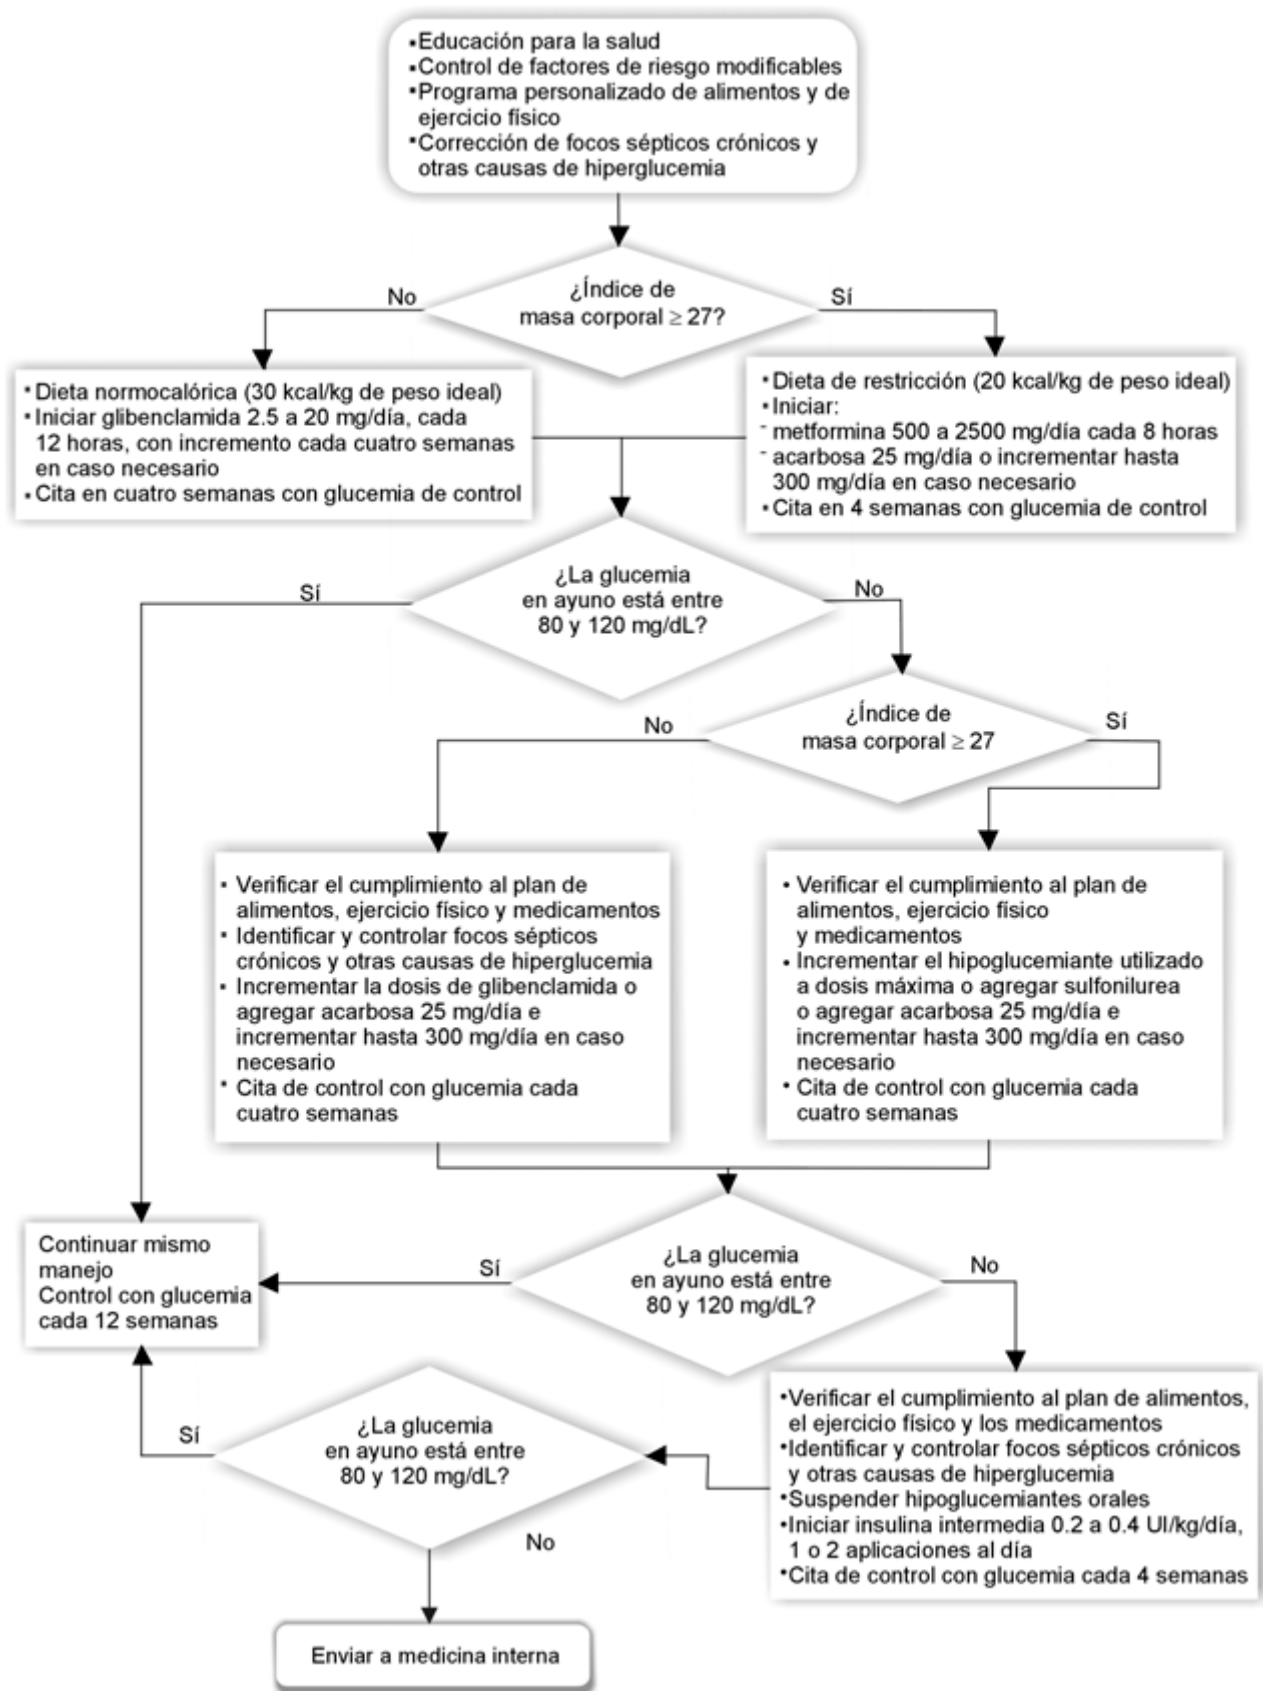 ▪Educación para la salud
▪Control de factores de riesgo modificables
▪Programa personalizado de alimentos y de
ejercicio físico
▪Corrección de focos sépticos crónicos y
otras causas de hiperglucemia
¿Índice de
masa corporal ≥ 27?
No
Sí
▪ Dieta normocalórica (30 kcal/kg de peso ideal)
▪ Iniciar glibenclamida 2.5 a 20 mg/día, cada
12 horas, con incremento cada cuatro semanas
en caso necesario
▪ Cita en cuatro semanas con glucemia de control
▪ Dieta de restricción (20 kcal/kg de peso ideal)
▪ Iniciar:
- metformina 500 a 2500 mg/día cada 8 horas
- acarbosa 25 mg/día o incrementar hasta
300 mg/día en caso necesario
▪ Cita en 4 semanas con glucemia de control
¿La glucemia
en ayuno está entre
80 y 120 mg/dL?
Sí
No
¿Índice de
masa corporal ≥ 27
No
Sí
▪ Verificar el cumplimiento al plan de
alimentos, ejercicio físico y medicamentos
▪ Identificar y controlar focos sépticos
crónicos y otras causas de hiperglucemia
▪ Incrementar la dosis de glibenclamida o
agregar acarbosa 25 mg/día e
incrementar hasta 300 mg/día en caso
necesario
▪ Cita de control con glucemia cada
cuatro semanas
• Verificar el cumplimiento al plan de
alimentos, ejercicio físico
y medicamentos
• Incrementar el hipoglucemiante utilizado
a dosis máxima o agregar sulfonilurea
o agregar acarbosa 25 mg/día e
incrementar hasta 300 mg/día en caso
necesario
• Cita de control con glucemia cada
cuatro semanas
Continuar mismo
manejo
Control con glucemia
cada 12 semanas
¿La glucemia
en ayuno está entre
80 y 120 mg/dL?
Sí
No
•Verificar el cumplimiento al plan de alimentos,
el ejercicio físico y los medicamentos
•Identificar y controlar focos sépticos crónicos
y otras causas de hiperglucemia
•Suspender hipoglucemiantes orales
•Iniciar insulina intermedia 0.2 a 0.4 UI/kg/día,
1 o 2 aplicaciones al día
•Cita de control con glucemia cada 4 semanas
¿La glucemia
en ayuno está entre
80 y 120 mg/dL?
Sí
No
Enviar a medicina interna